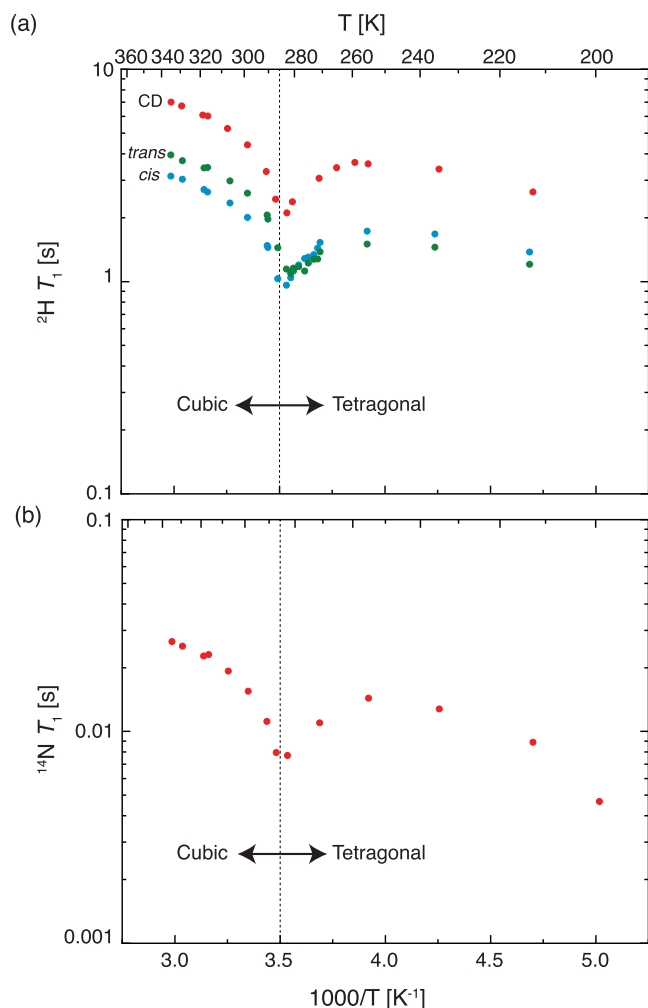 (a)
T [K]
360 340 320 300 280 260 240 220 200
10
CD
trans
cis
²H T₁ [s]
1
Cubic Tetragonal
0.1
(b)
0.1
¹⁴N T₁ [s]
0.01
Cubic Tetragonal
0.001
3.0 3.5 4.0 4.5 5.0
1000/T [K⁻¹]